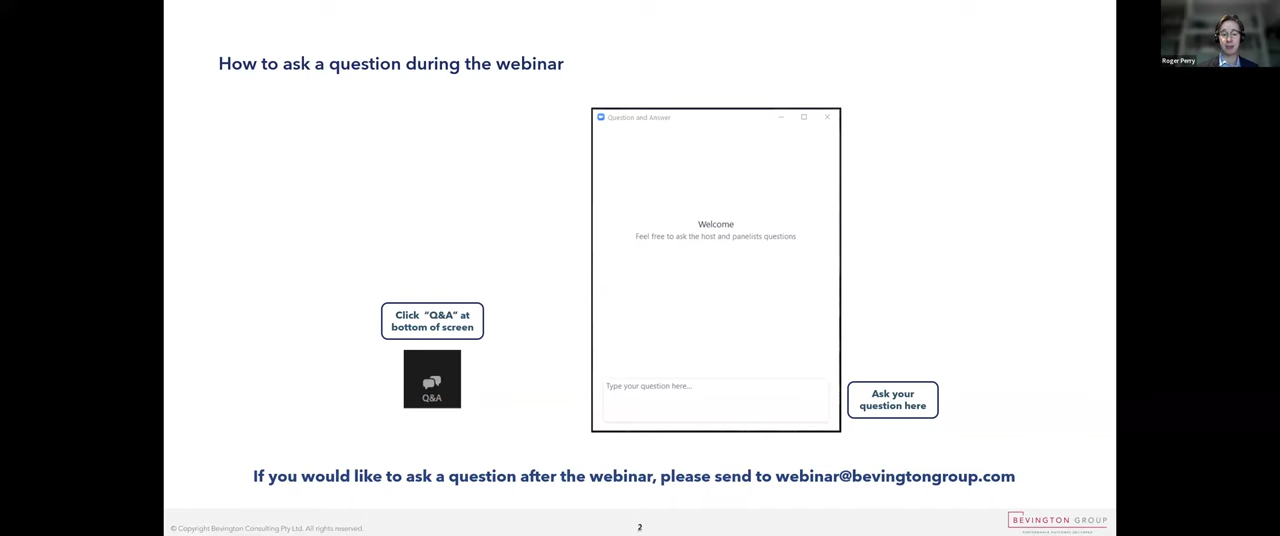 How to ask a question during the webinar
Roger Perry
Question and Answer
Welcome
Feel free to ask the host and panelists questions
Click “Q&A” at
bottom of screen
Q&A
Type your question here...
Ask your
question here
If you would like to ask a question after the webinar, please send to webinar@bevingtongroup.com
© Copyright Bevington Consulting Pty Ltd. All rights reserved.
2
BEVINGTON GROUP